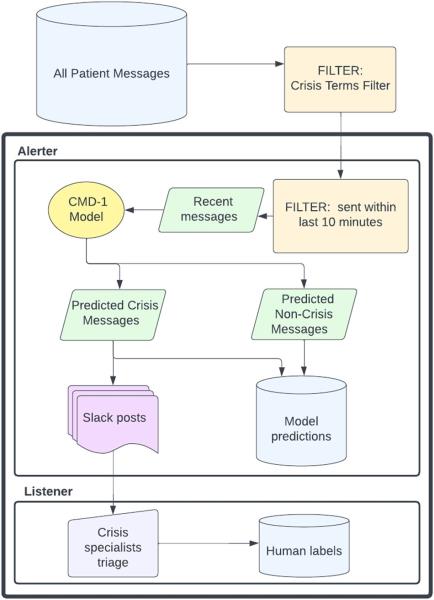 All Patient Messages
FILTER:
Crisis Terms Filter
Alerter
CMD-1
Model
Recent
messages
FILTER:  sent within
last 10 minutes
Predicted Crisis
Messages
Predicted
Non-Crisis
Messages
Slack posts
Model
predictions
Listener
Crisis
specialists
triage
Human labels